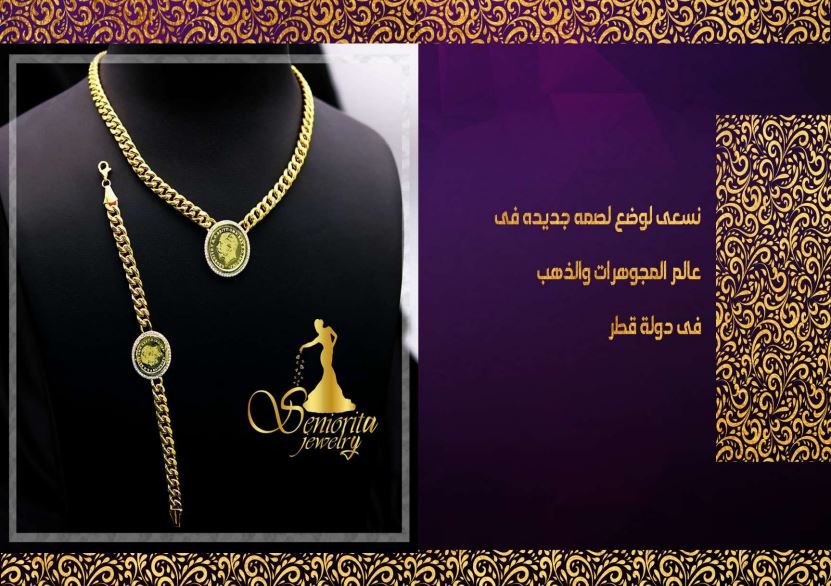 نسعى لوضع لصمه جديده فى
عالم المجوهرات والذهب
فى دولة قطر
Seniorita
jewelry